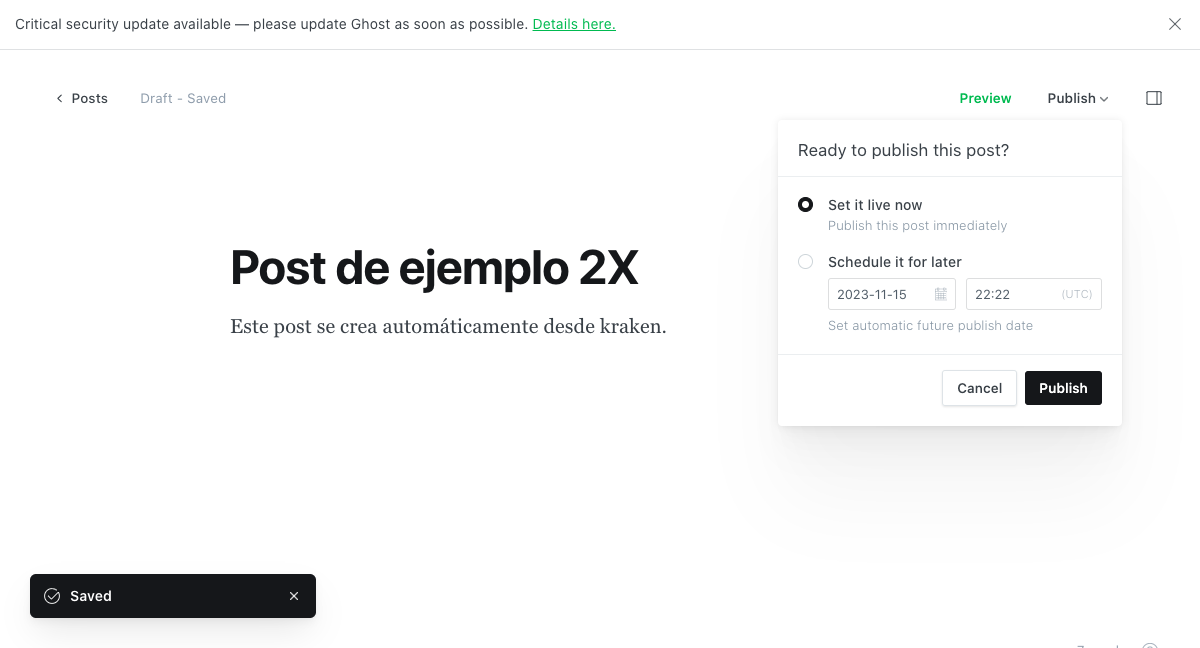 Critical security update available — please update Ghost as soon as possible. Details here.
Posts
Draft - Saved
Preview
Publish
Ready to publish this post?
Set it live now
Publish this post immediately
Schedule it for later
2023-11-15
22:22
(UTC)
Set automatic future publish date
Cancel
Publish
Post de ejemplo 2X
Este post se crea automáticamente desde kraken.
Saved